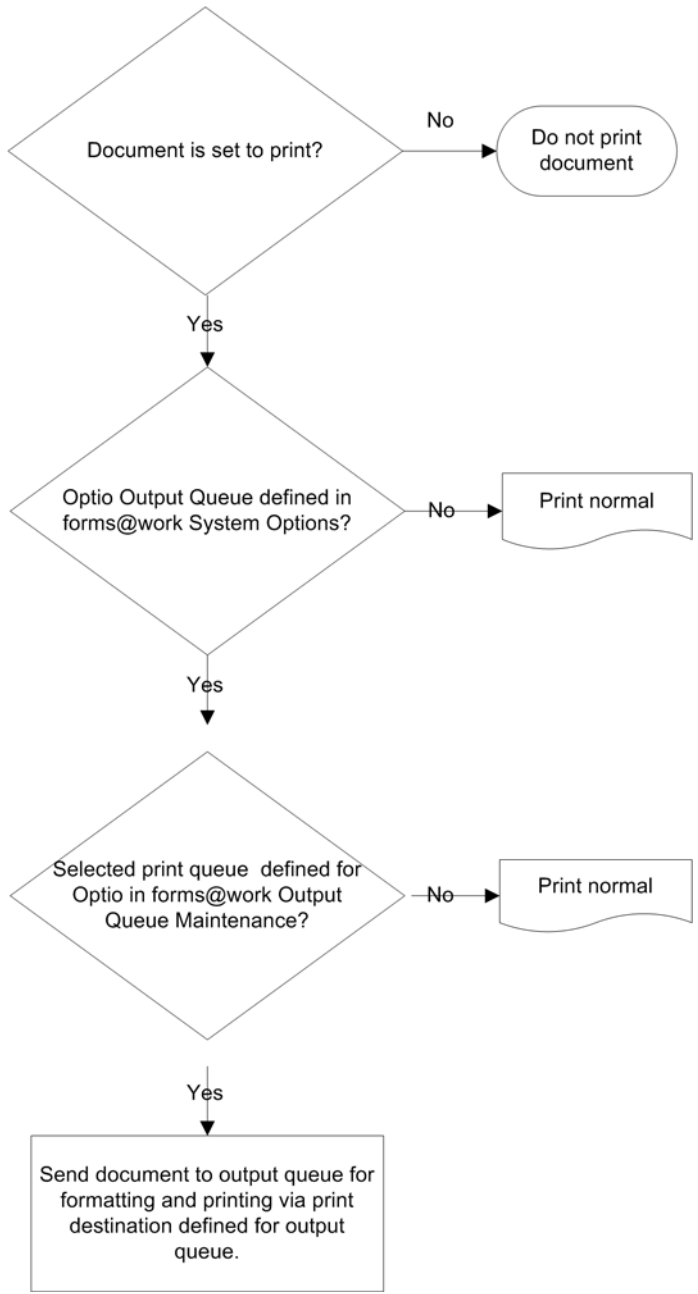 Document is set to print?
No
Do not print
document
Yes
Optio Output Queue defined in
forms@work System Options?
No
Print normal
Yes
Selected print queue defined for
Optio in forms@work Output
Queue Maintenance?
No
Print normal
Yes
Send document to output queue for
formatting and printing via print
destination defined for output
queue.